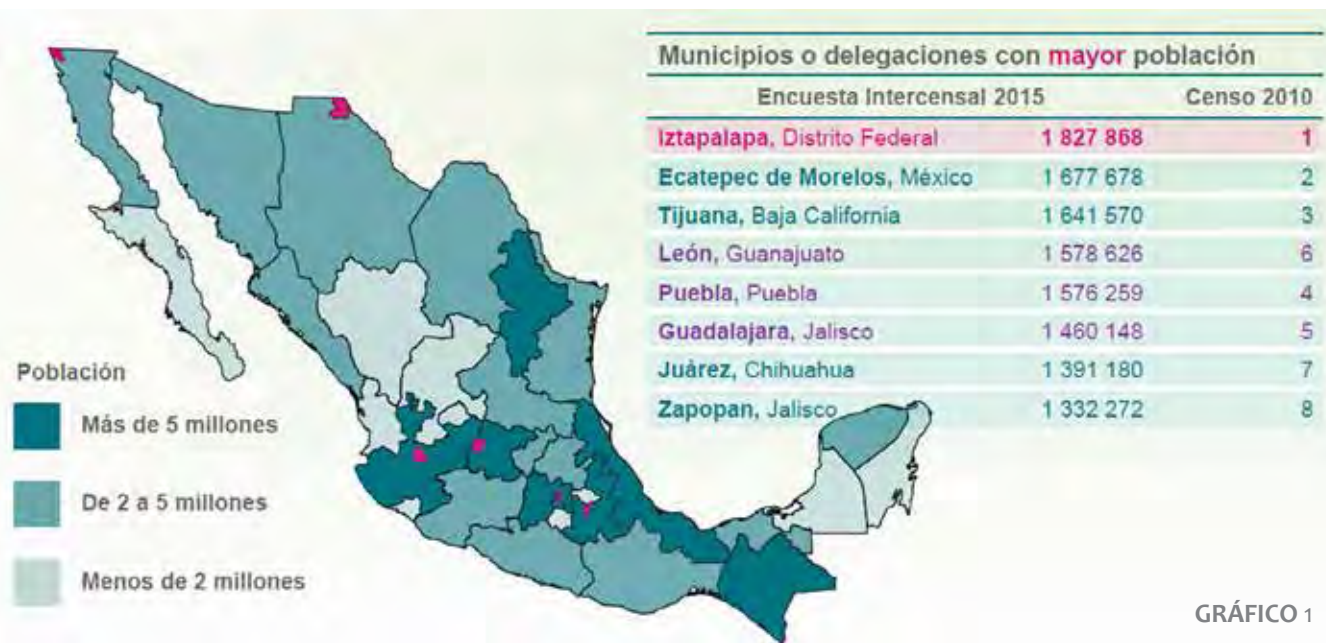 Municipios o delegaciones con mayor población
Encuesta Intercensal 2015 Censo 2010
Iztapalapa, Distrito Federal 1 827 868 1
Ecatepec de Morelos, México 1 677 678 2
Tijuana, Baja California 1 641 570 3
León, Guanajuato 1 578 626 6
Puebla, Puebla 1 576 259 4
Guadalajara, Jalisco 1 460 148 5
Juárez, Chihuahua 1 391 180 7
Zapopan, Jalisco 1 332 272 8
Población
Más de 5 millones
De 2 a 5 millones
Menos de 2 millones
GRÁFICO 1